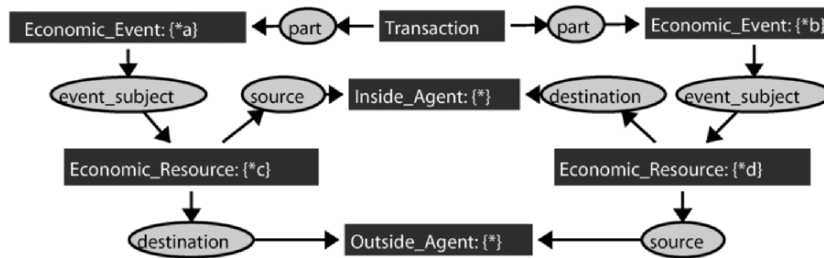 Economic_Event: {*a}
part
Transaction
part
Economic_Event: {*b}
event_subject
source
Inside_Agent: {*}
destination
event_subject
Economic_Resource: {*c}
Economic_Resource: {*d}
destination
Outside_Agent: {*}
source